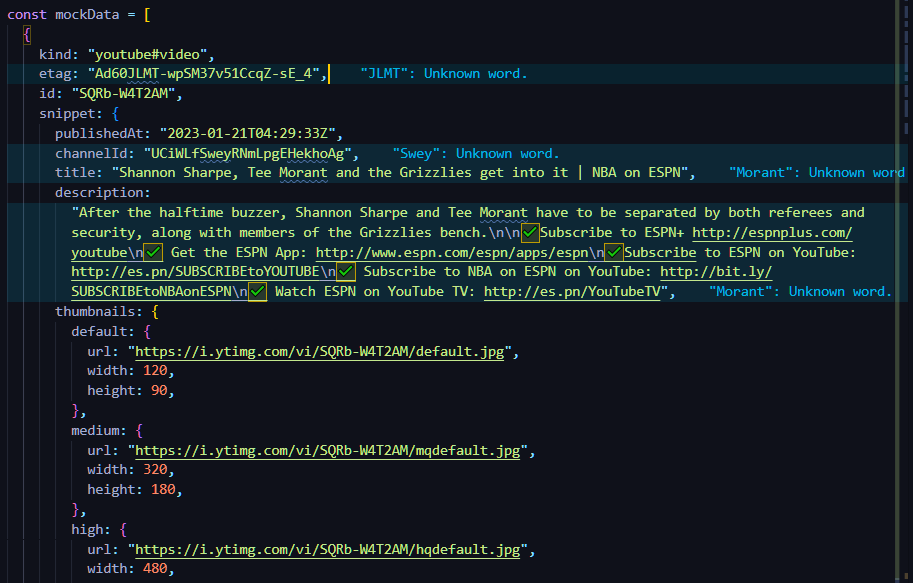 const mockData = [
{
kind: "youtube#video",
etag: "Ad60JLMT-wpSM37v51CcqZ-sE_4", "JLMT": Unknown word.
id: "SQRb-W4T2AM",
snippet: {
publishedAt: "2023-01-21T04:29:33Z",
channelId: "UCiWLfSweyRNmLpgEHekhoAg", "Swey": Unknown word.
title: "Shannon Sharpe, Tee Morant and the Grizzlies get into it | NBA on ESPN", "Morant": Unknown word
description:
"After the halftime buzzer, Shannon Sharpe and Tee Morant have to be separated by both referees and
security, along with members of the Grizzlies bench.\n\n✅Subscribe to ESPN+ http://espnplus.com/
youtube\n✅ Get the ESPN App: http://www.espn.com/espn/apps/espn\n✅Subscribe to ESPN on YouTube:
http://es.pn/SUBSCRIBEtoYOUTUBE\n✅ Subscribe to NBA on ESPN on YouTube: http://bit.ly/
SUBSCRIBEtoNBAonESPN\n✅ Watch ESPN on YouTube TV: http://es.pn/YouTubeTV", "Morant": Unknown word.
thumbnails: {
default: {
url: "https://i.ytimg.com/vi/SQRb-W4T2AM/default.jpg",
width: 120,
height: 90,
},
medium: {
url: "https://i.ytimg.com/vi/SQRb-W4T2AM/mqdefault.jpg",
width: 320,
height: 180,
},
high: {
url: "https://i.ytimg.com/vi/SQRb-W4T2AM/hqdefault.jpg",
width: 480,